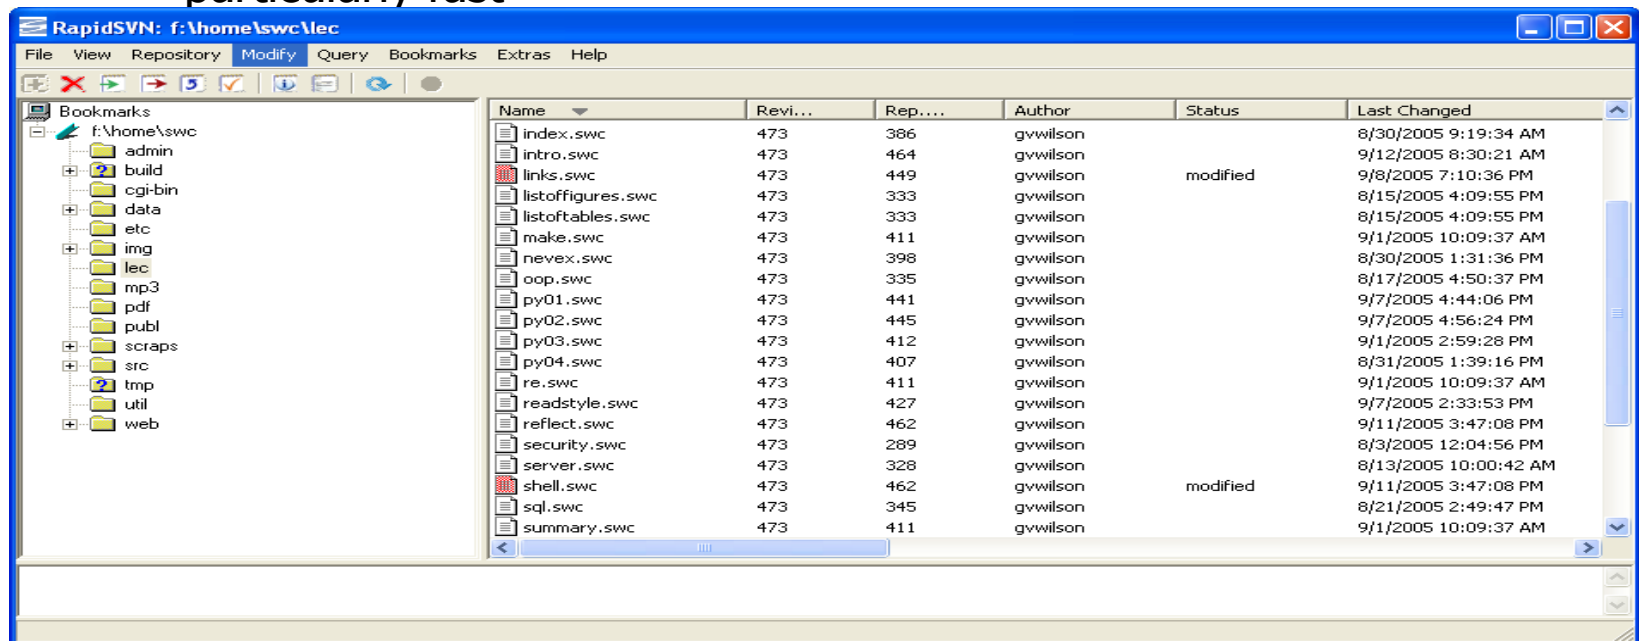 particularly fast
RapidSVN: f:\home\swc\lec
File View Repository Modify Query Bookmarks Extras Help
Bookmarks
f:\home\swc
admin
build
cgi-bin
data
etc
img
lec
mp3
pdf
publ
scraps
src
tmp
util
web
Name Revi... Rep.... Author Status Last Changed
index.swc 473 386 gvwilson 8/30/2005 9:19:34 AM
intro.swc 473 464 gvwilson 9/12/2005 8:30:21 AM
links.swc 473 449 gvwilson modified 9/8/2005 7:10:36 PM
listoffigures.swc 473 333 gvwilson 8/15/2005 4:09:55 PM
listoftables.swc 473 333 gvwilson 8/15/2005 4:09:55 PM
make.swc 473 411 gvwilson 9/1/2005 10:09:37 AM
nevex.swc 473 398 gvwilson 8/30/2005 1:31:36 PM
oop.swc 473 335 gvwilson 8/17/2005 4:50:37 PM
py01.swc 473 441 gvwilson 9/7/2005 4:44:06 PM
py02.swc 473 445 gvwilson 9/7/2005 4:56:24 PM
py03.swc 473 412 gvwilson 9/1/2005 2:59:28 PM
py04.swc 473 407 gvwilson 8/31/2005 1:39:16 PM
re.swc 473 411 gvwilson 9/1/2005 10:09:37 AM
readstyle.swc 473 427 gvwilson 9/7/2005 2:33:53 PM
reflect.swc 473 462 gvwilson 9/11/2005 3:47:08 PM
security.swc 473 289 gvwilson 8/3/2005 12:04:56 PM
server.swc 473 328 gvwilson 8/13/2005 10:00:42 AM
shell.swc 473 462 gvwilson modified 9/11/2005 3:47:08 PM
sql.swc 473 345 gvwilson 8/21/2005 2:49:47 PM
summary.swc 473 411 gvwilson 9/1/2005 10:09:37 AM